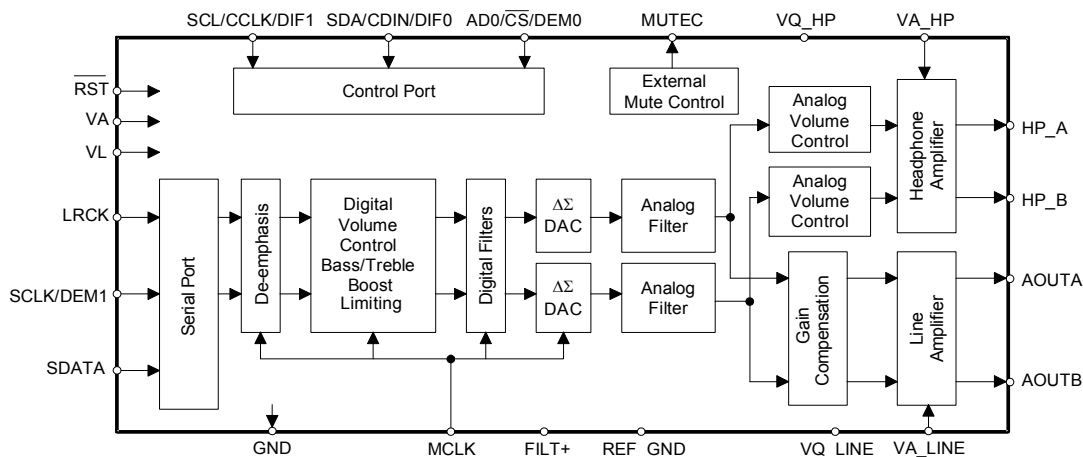 SCL/CCLK/DIF1 SDA/CDIN/DIF0 AD0/CS/DEM0 MUTEC VQ_HP VA_HP
RST
VA
VL
LRCK
SCLK/DEM1
SDATA
Control Port
External
Mute Control
Analog
Volume
Control
Analog
Volume
Control
Headphone
Amplifier
HP_A
HP_B
Serial Port
De-emphasis
Digital
Volume
Control
Bass/Treble
Boost
Limiting
Digital Filters
ΔΣ
DAC
ΔΣ
DAC
Analog
Filter
Analog
Filter
Gain
Compensation
Line
Amplifier
AOUTA
AOUTB
GND MCLK FILT+ REF_GND VQ_LINE VA_LINE